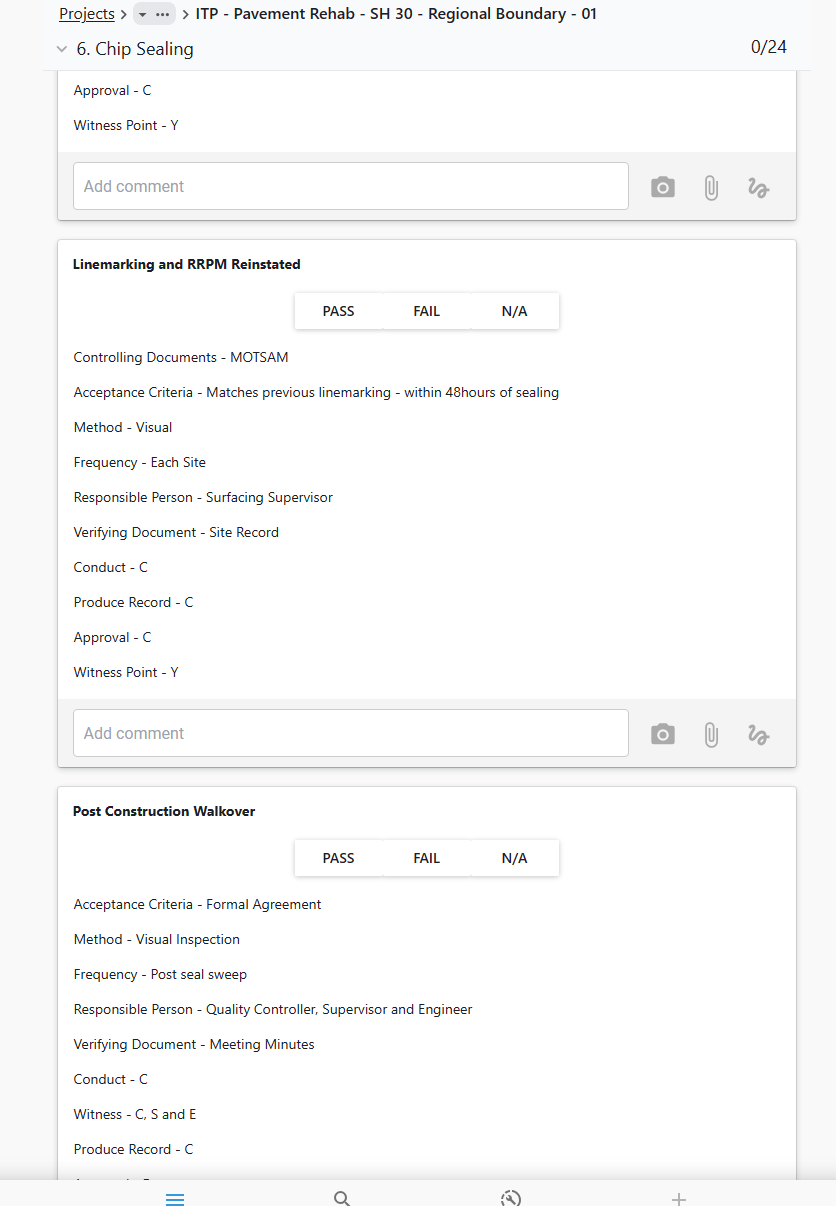 Projects > ... > ITP - Pavement Rehab - SH 30 - Regional Boundary - 01
6. Chip Sealing
0/24
Approval - C
Witness Point - Y
Add comment
Linemarking and RRPM Reinstated
PASS FAIL N/A
Controlling Documents - MOTSAM
Acceptance Criteria - Matches previous linemarking - within 48hours of sealing
Method - Visual
Frequency - Each Site
Responsible Person - Surfacing Supervisor
Verifying Document - Site Record
Conduct - C
Produce Record - C
Approval - C
Witness Point - Y
Add comment
Post Construction Walkover
PASS FAIL N/A
Acceptance Criteria - Formal Agreement
Method - Visual Inspection
Frequency - Post seal sweep
Responsible Person - Quality Controller, Supervisor and Engineer
Verifying Document - Meeting Minutes
Conduct - C
Witness - C, S and E
Produce Record - C